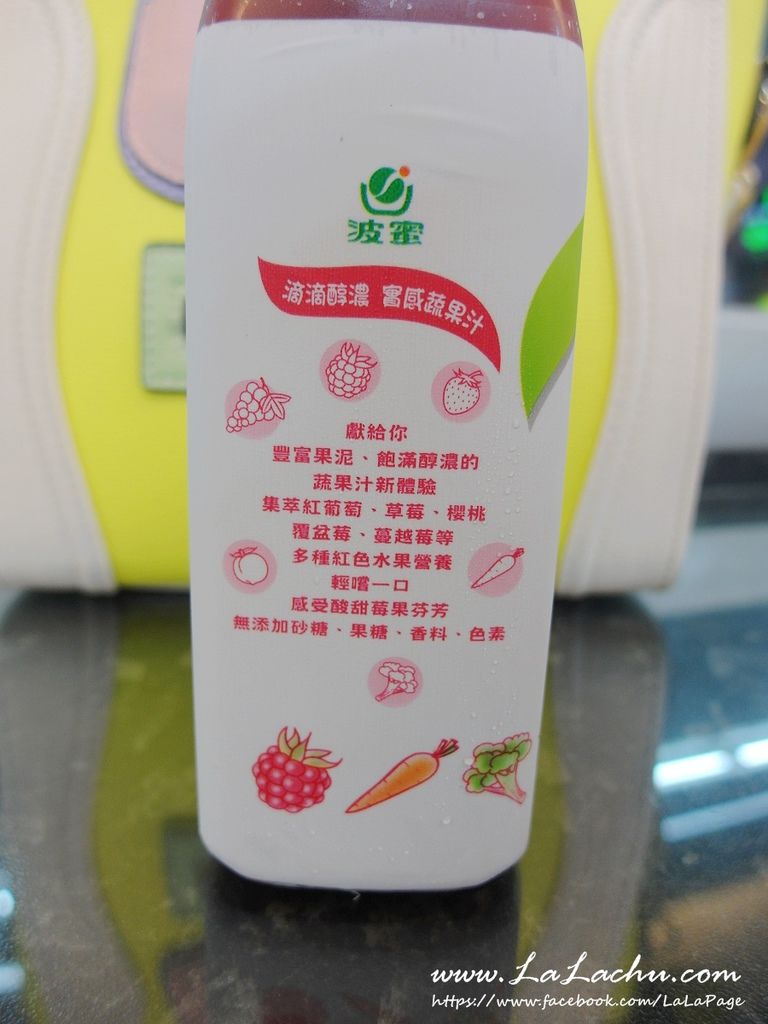 波蜜
滴滴醇濃 實感蔬果汁
獻給你
豐富果泥、飽滿醇濃的
蔬果汁新體驗
集萃紅葡萄、草莓、櫻桃
覆盆莓、蔓越莓等
多種紅色水果營養
輕嚐一口
感受酸甜莓果芬芳
無添加砂糖、果糖、香料、色素
www.LaLachu.com
https://www.facebook.com/LaLaPage